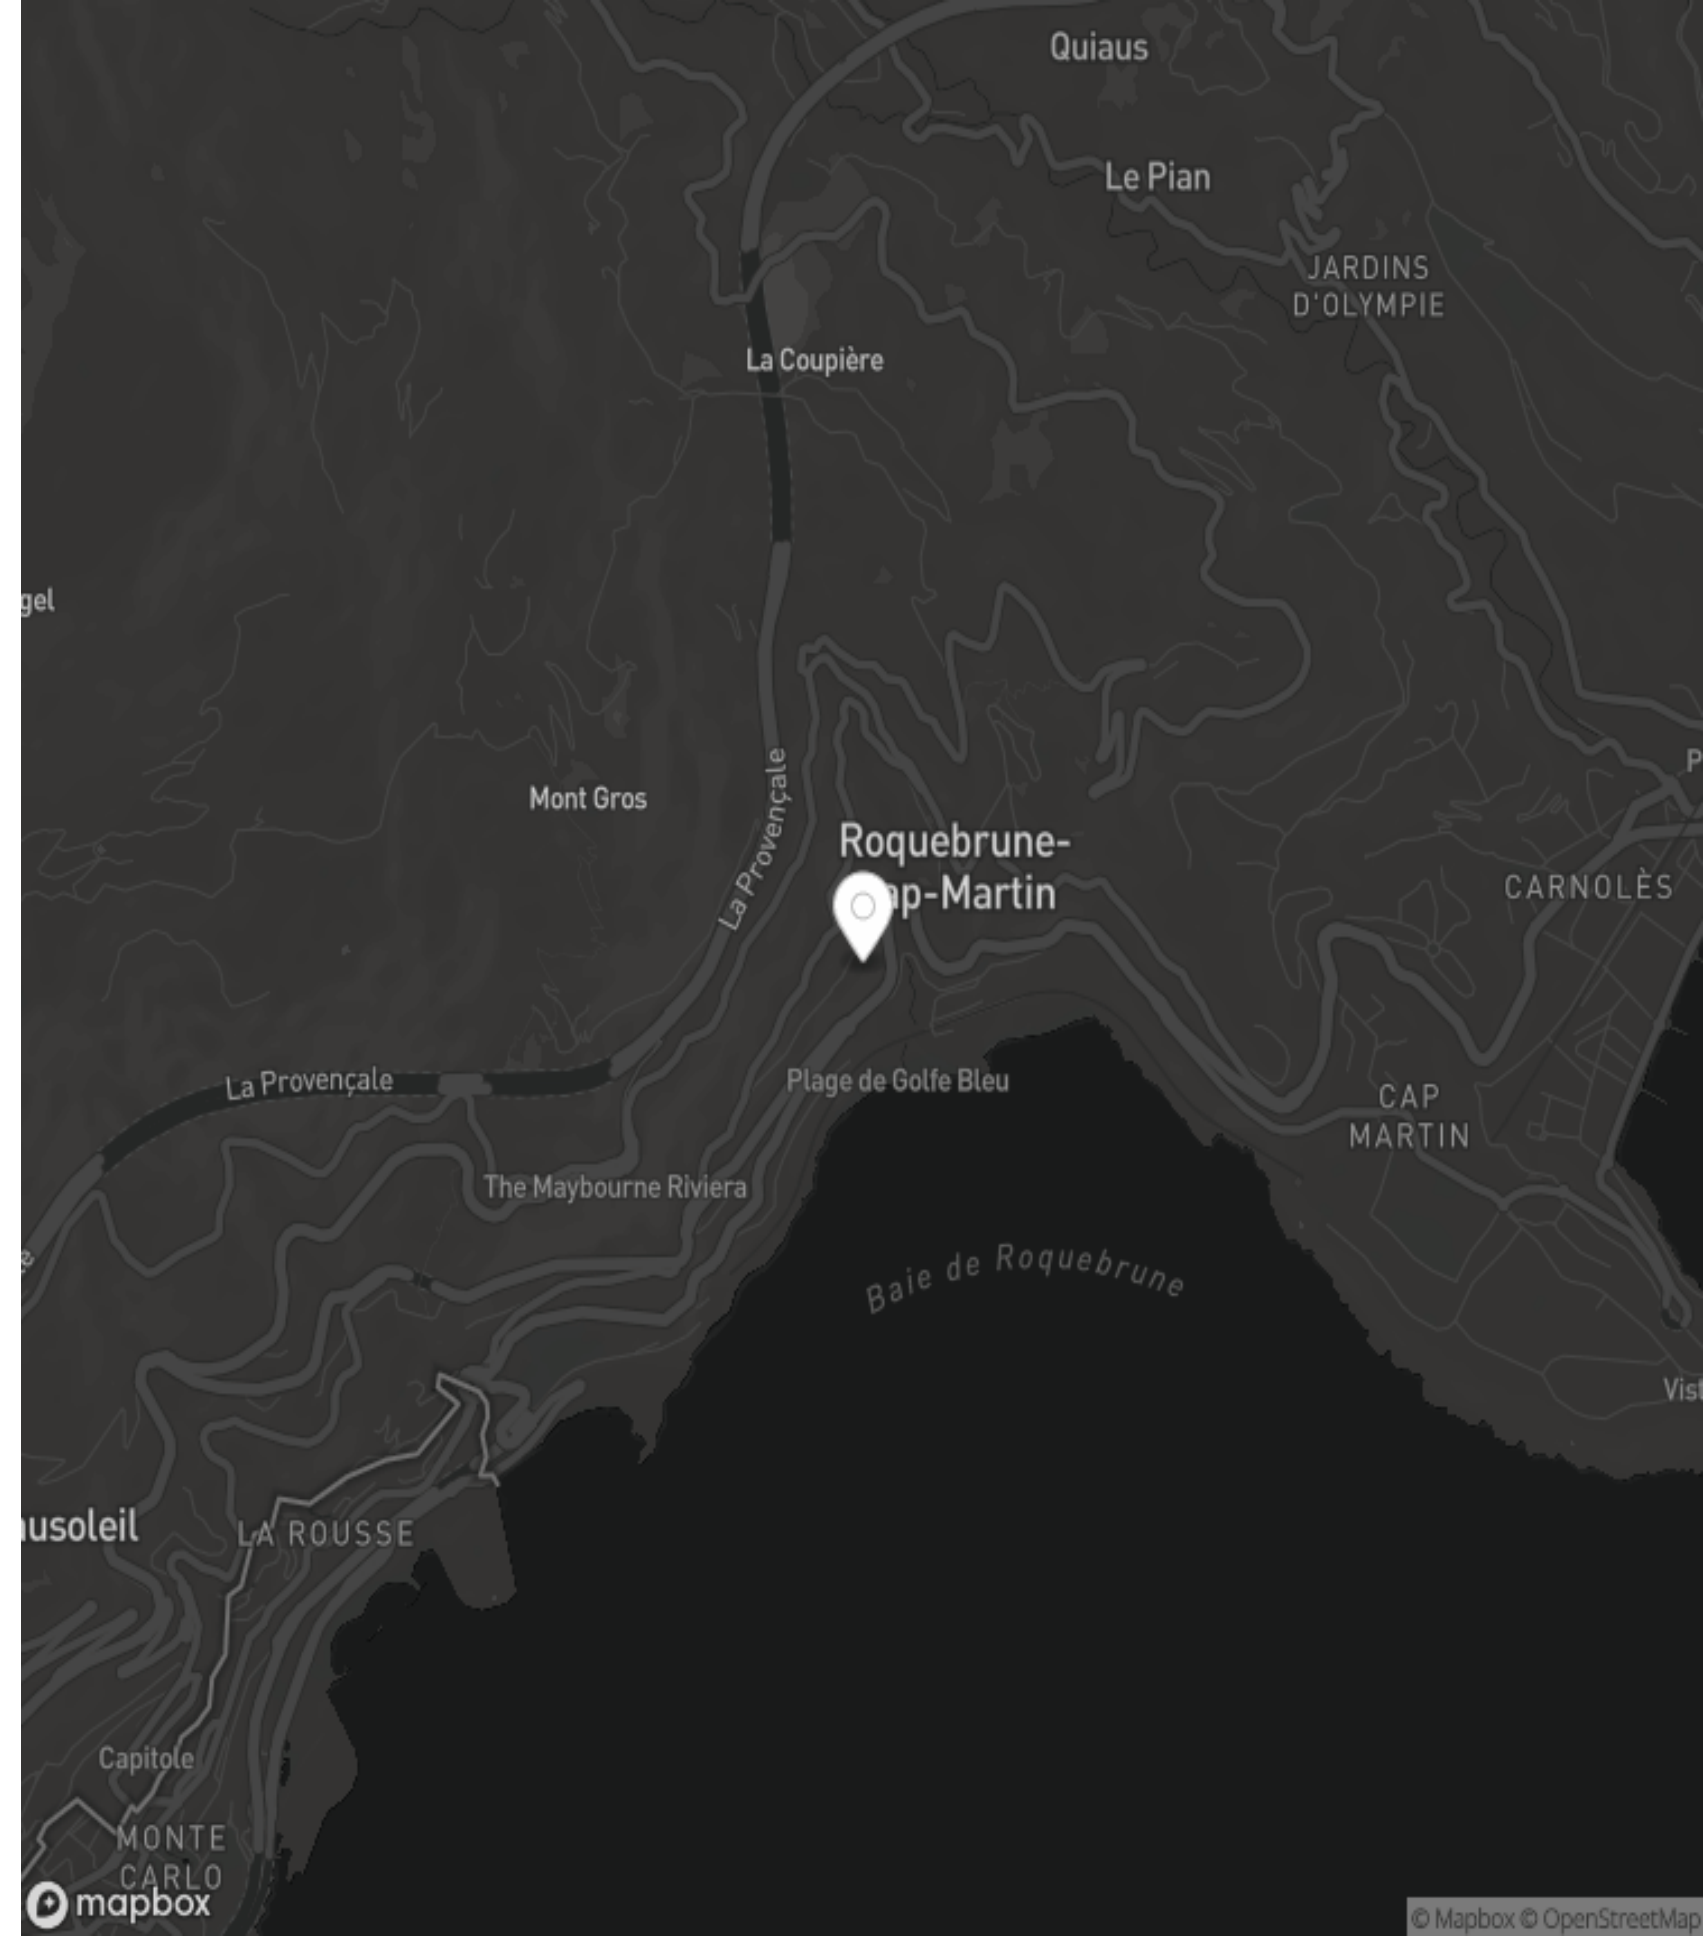 Quiaus
Le Pian
JARDINS
D'OLYMPIE
La Coupière
gel
La Provençale
Mont Gros
Roquebrune-
ap-Martin
CARNOLÈS
P
La Provençale
Plage de Golfe Bleu
CAP
MARTIN
The Maybourne Riviera
e
Baie de Roquebrune
Vist
usoleil
LA ROUSSE
Capitole
MONTE
CARLO
mapbox
© Mapbox © OpenStreetMap